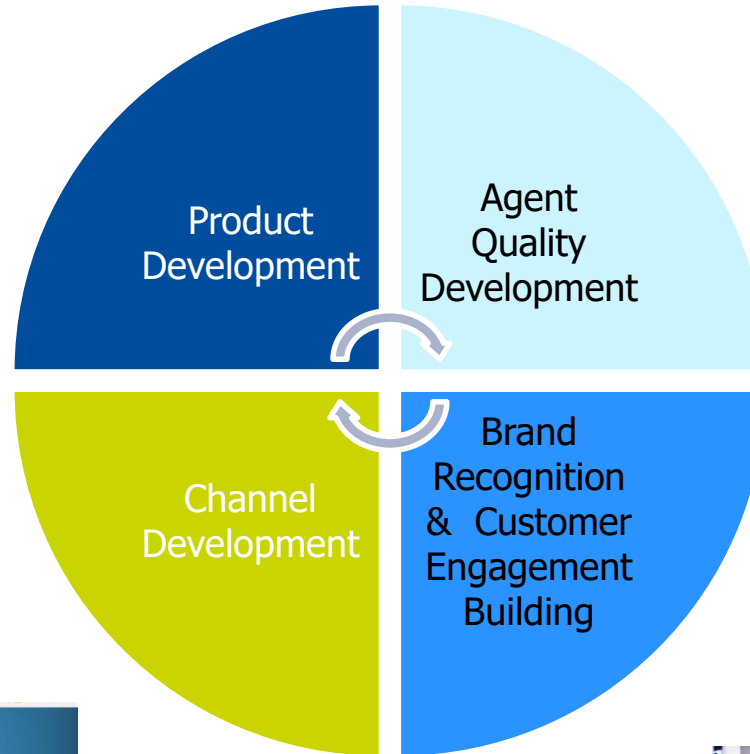 Product
Development
Agent
Quality
Development
Channel
Development
Brand
Recognition
& Customer
Engagement
Building